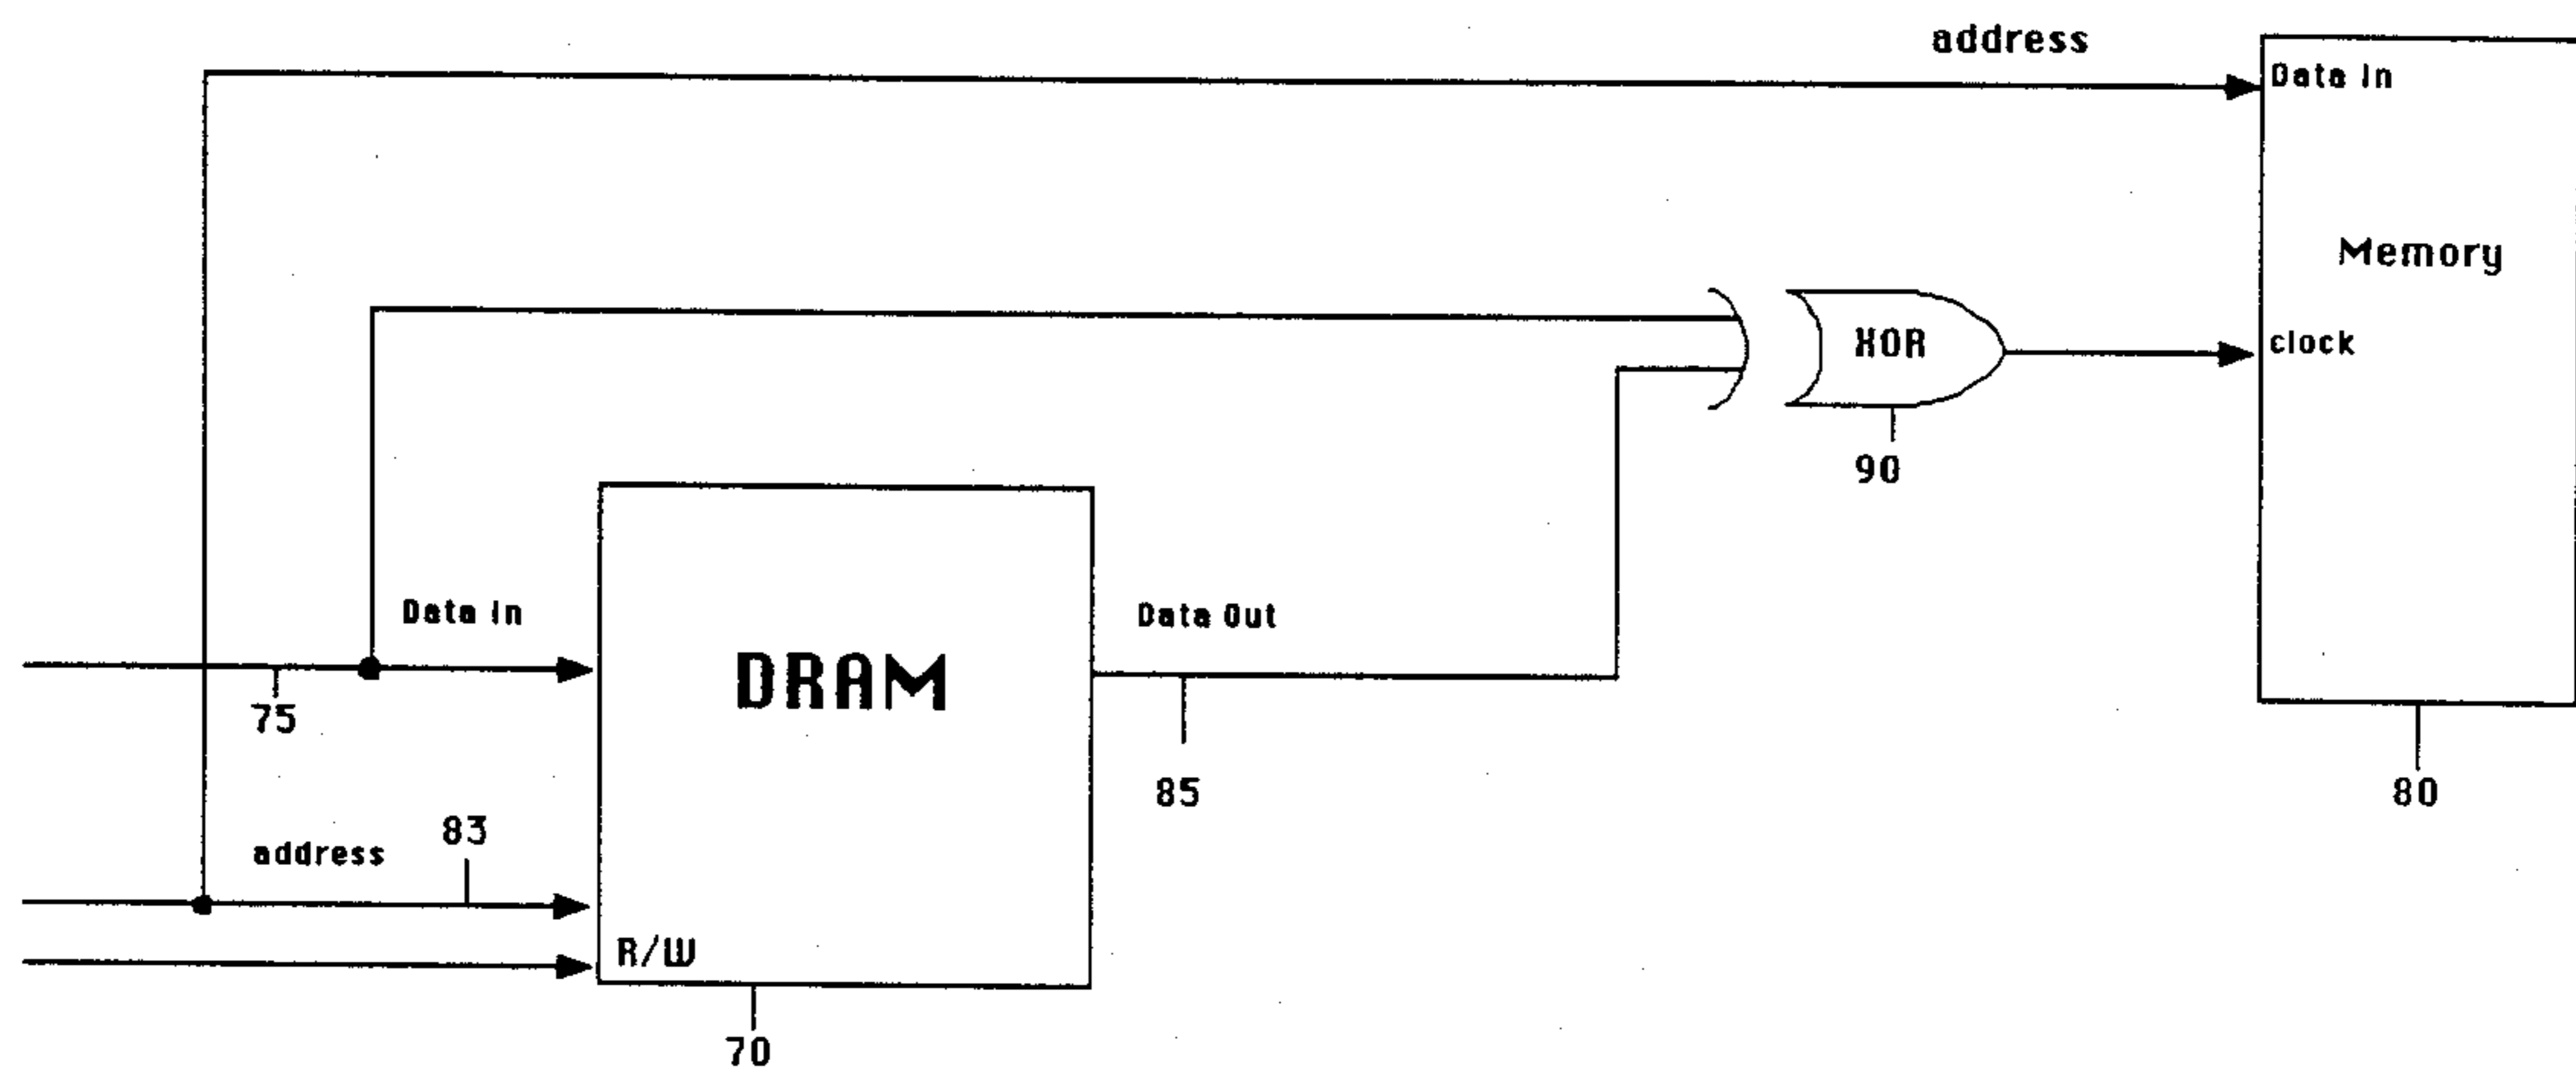 address
Data In
Memory
XOR
clock
90
Data In
Data Out
DRAM
75
85
80
83
address
R/W
70